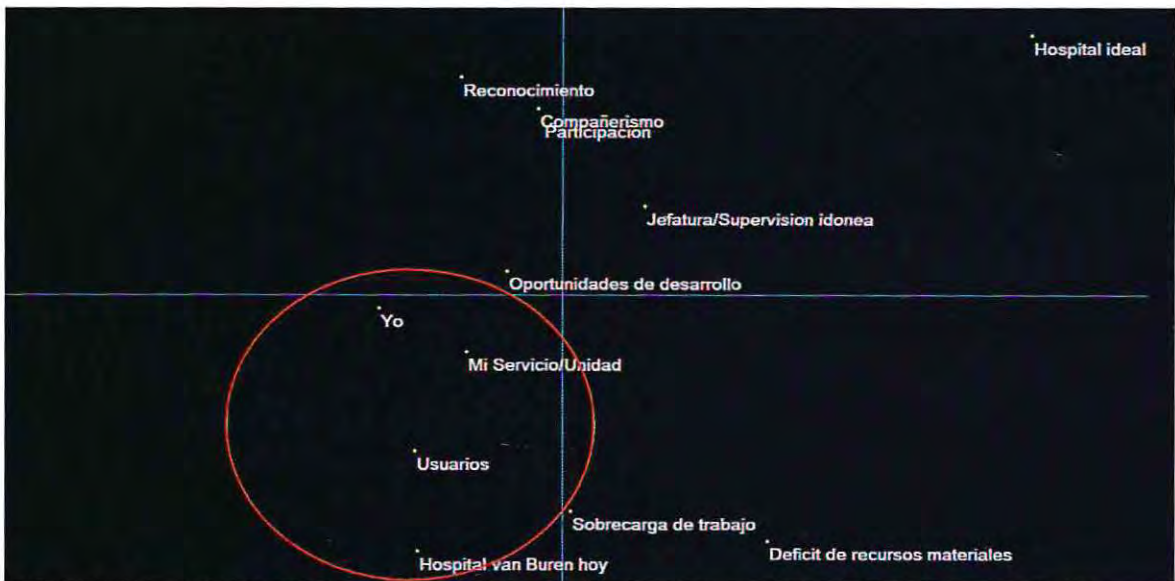 Hospital ideal
Reconocimiento
Compañerismo
Participacion
Jefatura/Supervision idonea
Oportunidades de desarrollo
Yo
Mi Servicio/Unidad
Usuarios
Sobrecarga de trabajo
Deficit de recursos materiales
Hospital van Buren hoy